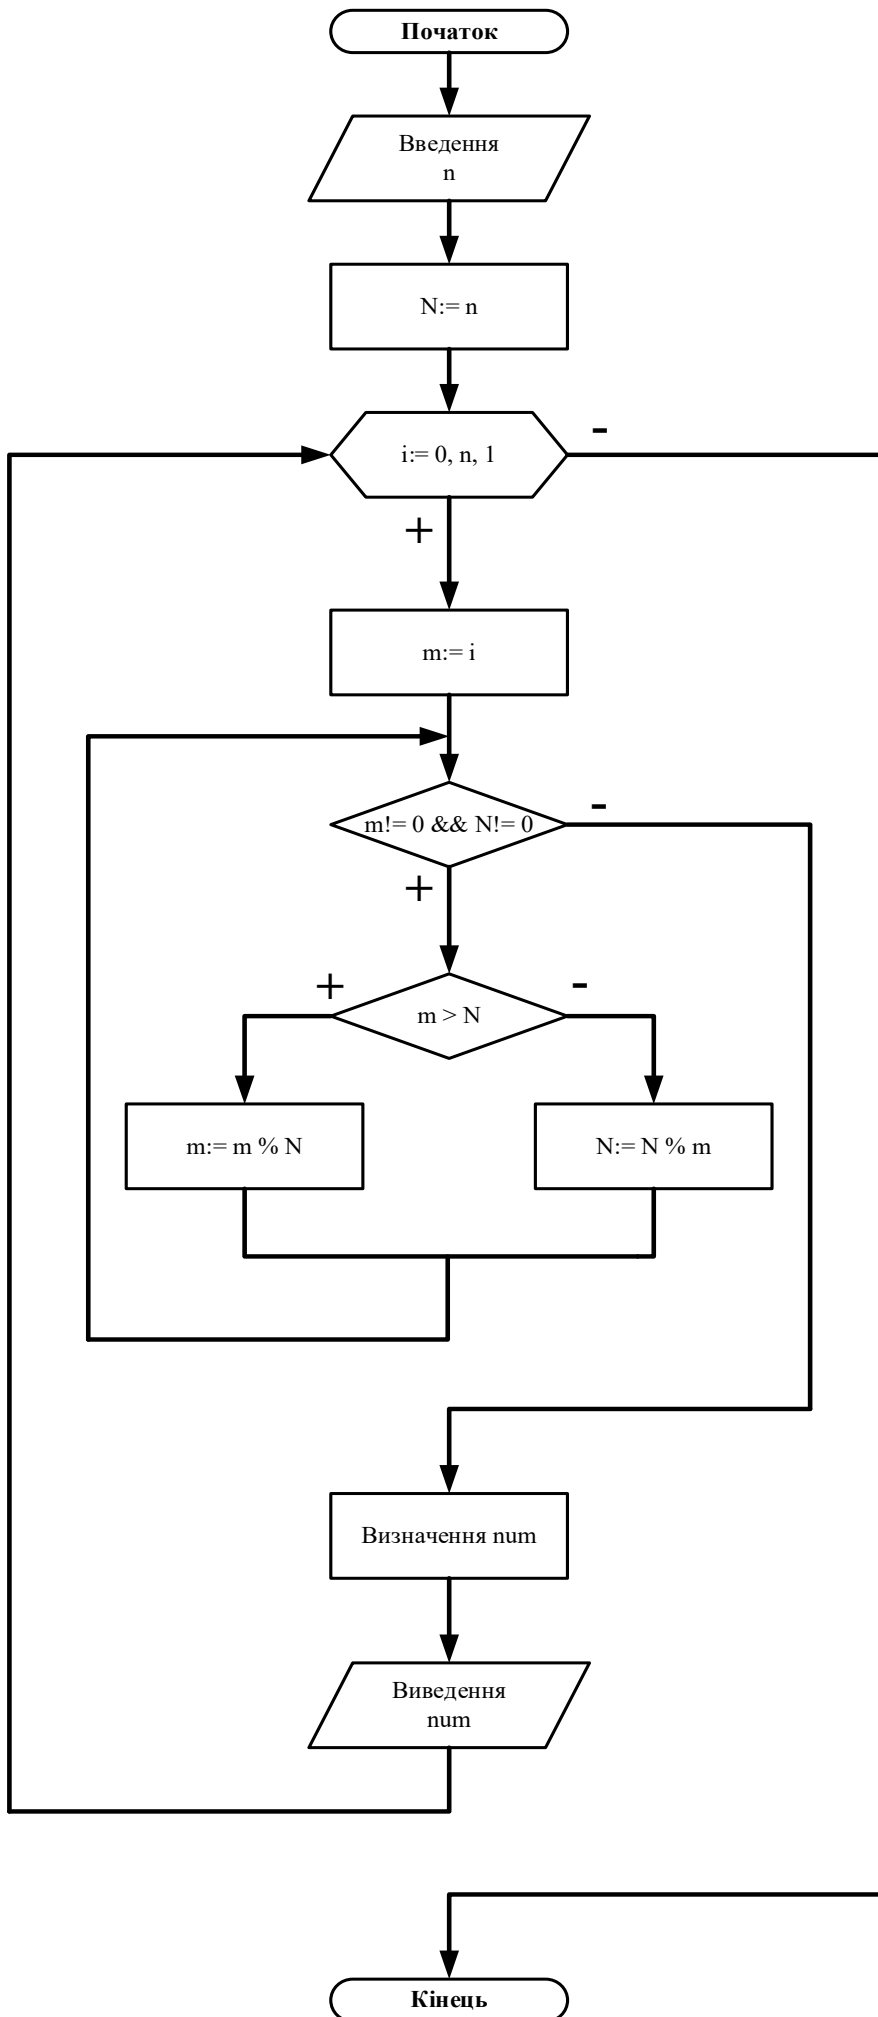 Початок
Введення
n
N:= n
-
i:= 0, n, 1
+
m:= i
-
m!= 0 && N!= 0
+
+
-
m > N
m:= m % N
N:= N % m
Визначення num
Виведення
num
Кінець